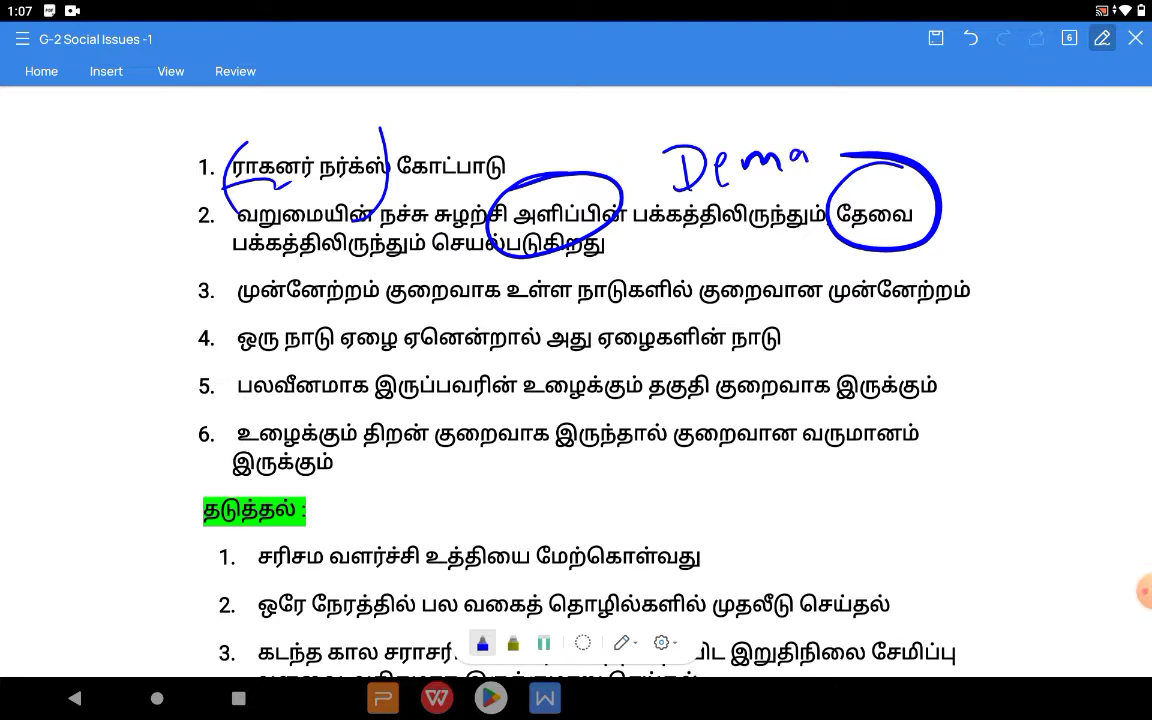 1:07
G-2 Social Issues -1
6
Home Insert View Review
Dema
1. ராகனர் நர்க்ஸ் கோட்பாடு
2. வறுமையின் நச்சு சுழற்சி அளிப்பின் பக்கத்திலிருந்தும் தேவை
பக்கத்திலிருந்தும் செயல்படுகிறது
3. முன்னேற்றம் குறைவாக உள்ள நாடுகளில் குறைவான முன்னேற்றம்
4. ஒரு நாடு ஏழை ஏனென்றால் அது ஏழைகளின் நாடு
5. பலவீனமாக இருப்பவரின் உழைக்கும் தகுதி குறைவாக இருக்கும்
6. உழைக்கும் திறன் குறைவாக இருந்தால் குறைவான வருமானம்
இருக்கும்
தடுத்தல் :
1. சரிசம வளர்ச்சி உத்தியை மேற்கொள்வது
2. ஒரே நேரத்தில் பல வகைத் தொழில்களில் முதலீடு செய்தல்
3. கடந்த கால இறுதிநிலை சேமிப்பு